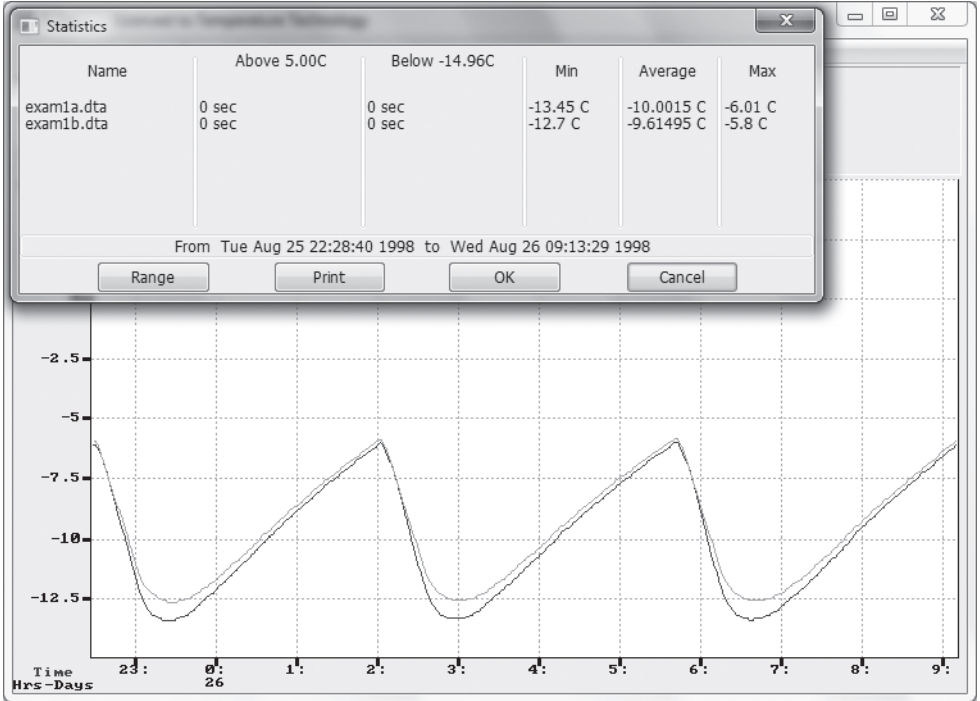 Statistics
Name Above 5.00C Below -14.96C Min Average Max
exam1a.dta 0 sec 0 sec -13.45 C -10.0015 C -6.01 C
exam1b.dta 0 sec 0 sec -12.7 C -9.61495 C -5.8 C
From Tue Aug 25 22:28:40 1998 to Wed Aug 26 09:13:29 1998
Range Print OK Cancel
-2.5
-5
-7.5
-10
-12.5
Time 23: 0: 1: 2: 3: 4: 5: 6: 7: 8: 9:
Hrs-Days 26